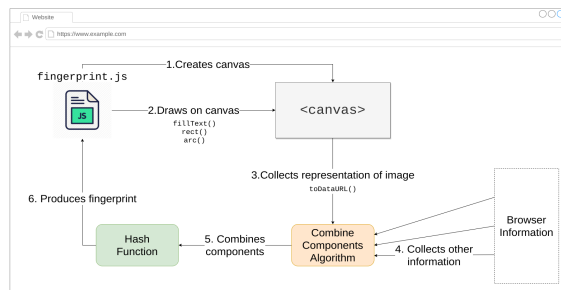 Website
https://www.example.com
1.Creates canvas
fingerprint.js
JS
2.Draws on canvas
fillText()
rect()
arc()
<canvas>
3.Collects representation of image
toDataURL()
6. Produces fingerprint
Hash
Function
5. Combines
components
Combine
Components
Algorithm
4. Collects other
information
Browser
Information